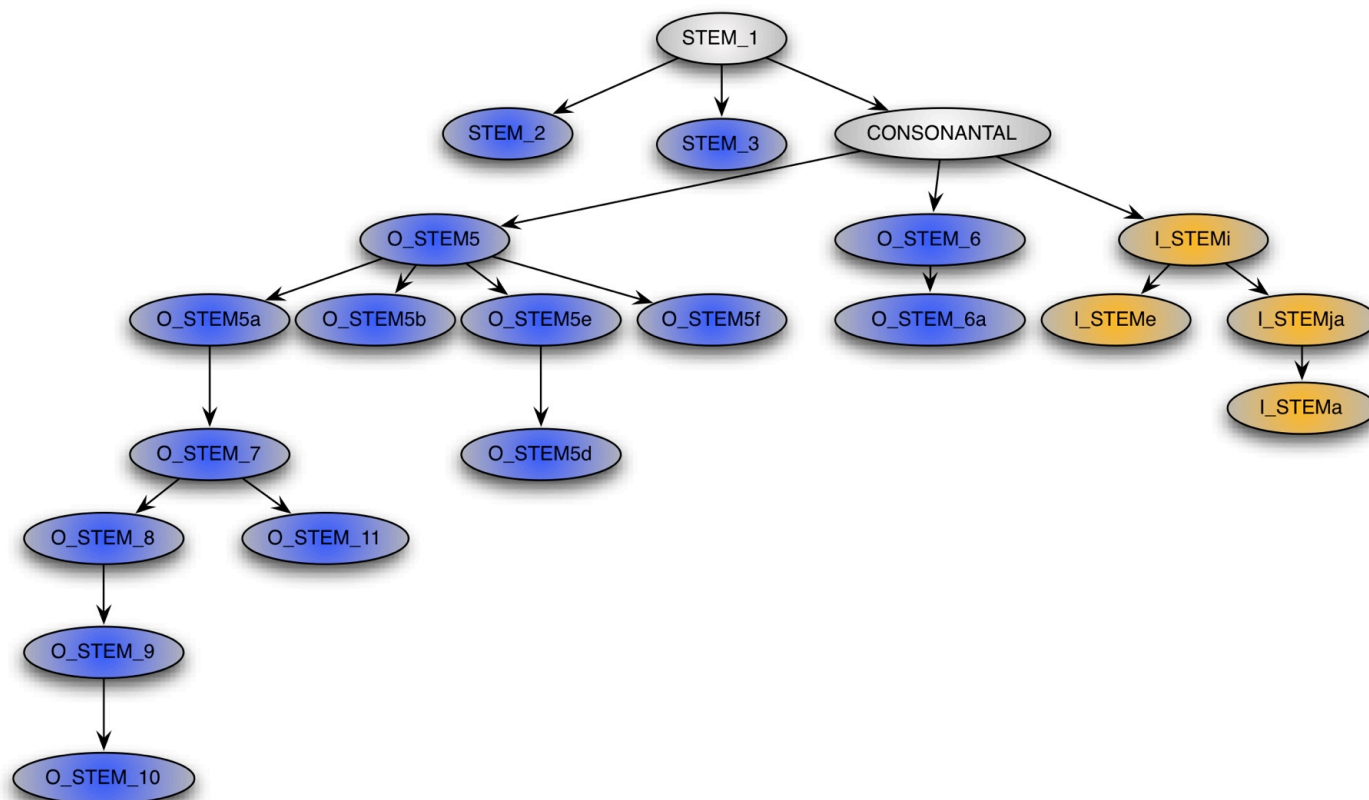 STEM_1
STEM_2
STEM_3
CONSONANTAL
O_STEM5
O_STEM_6
I_STEMi
O_STEM5a
O_STEM5b
O_STEM5e
O_STEM5f
O_STEM_6a
I_STEMe
I_STEMja
I_STEMa
O_STEM_7
O_STEM5d
O_STEM_8
O_STEM_11
O_STEM_9
O_STEM_10